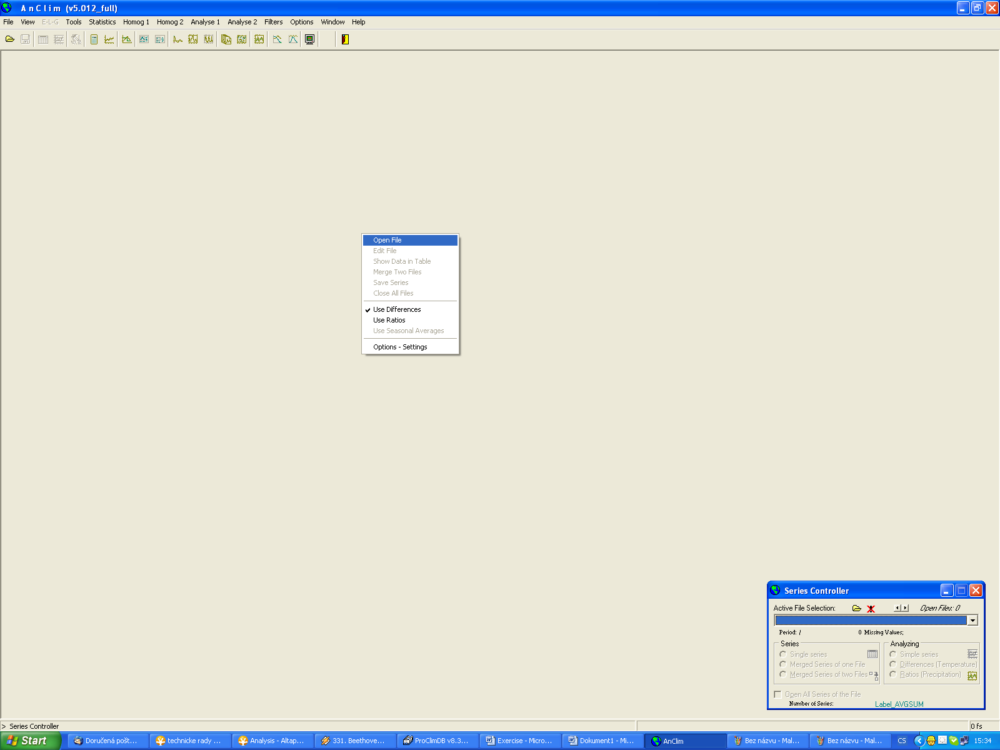 A n C l i m  (v5.012_full)
File View E-L-G Tools Statistics Homog 1 Homog 2 Analyse 1 Analyse 2 Filters Options Window Help
Open File
Edit File
Show Data in Table
Merge Two Files
Save Series
Close All Files
Use Differences
Use Ratios
Use Seasonal Averages
Options - Settings
Series Controller
Active File Selection: Open Files: 0
Period: / 0 Missing Values;
Series Analyzing
Single series Simple series
Merged Series of one File Differences (Temperature)
Merged Series of two Files Ratios (Precipitation)
Open All Series of the File
Number of Series: Label_AVGSUM
> Series Controller 0 fs
Start Doručená pošt... technicke rady ... Analysis - Altap... 331. Beethove... ProClimDB v8.3... Exercise - Micro... Dokument1 - Mi... AnClim Bez názvu - Mal... Bez názvu - Mal... CS 15:34